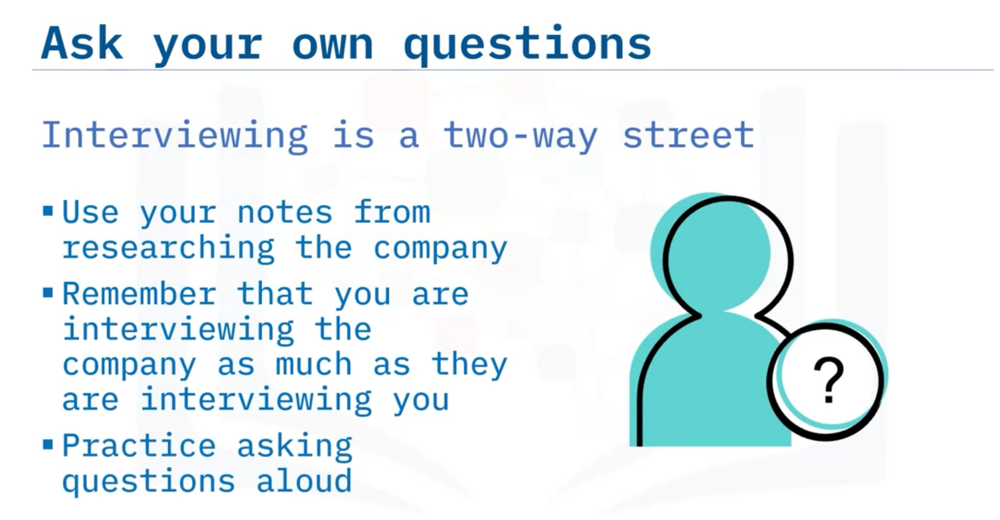 Ask your own questions
Interviewing is a two-way street
▪ Use your notes from
researching the company
▪ Remember that you are
interviewing the
company as much as they
are interviewing you
▪ Practice asking
questions aloud
?